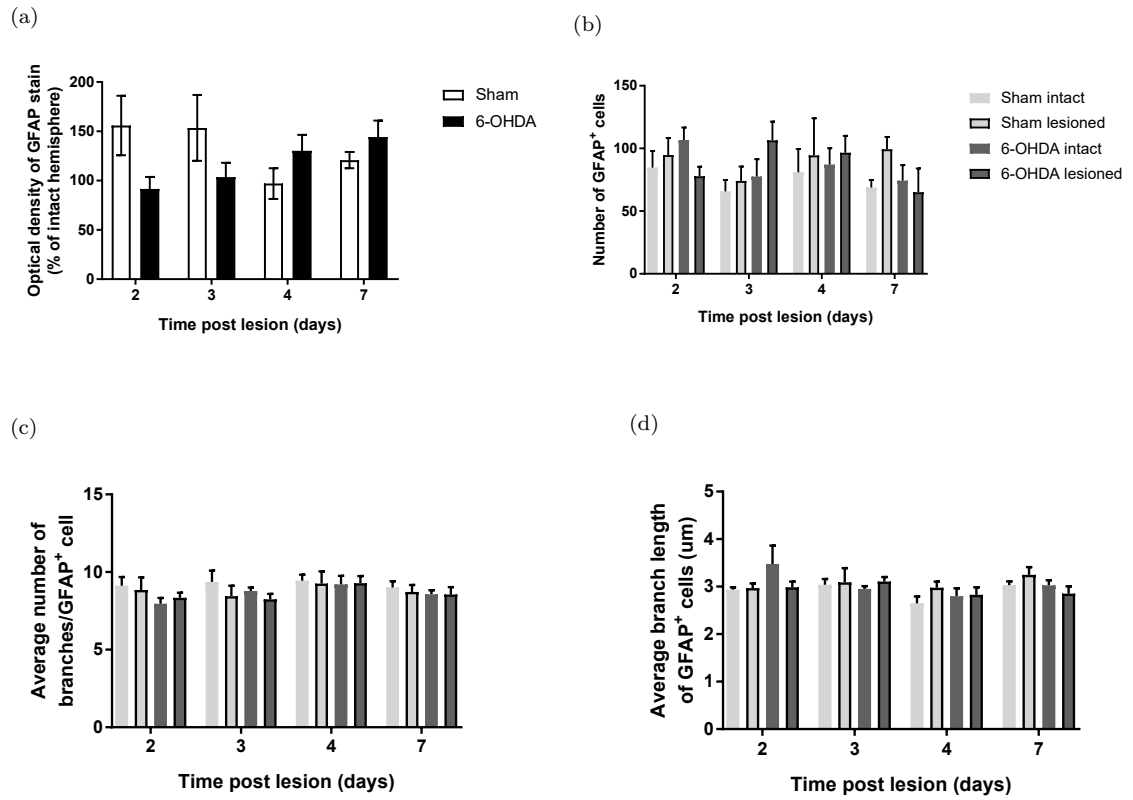 (a)
Optical density of GFAP stain
(% of intact hemisphere)
200
150
100
50
0
2 3 4 7
Time post lesion (days)
Sham
6-OHDA
(b)
Number of GFAP⁺ cells
150
100
50
0
2 3 4 7
Time post lesion (days)
Sham intact
Sham lesioned
6-OHDA intact
6-OHDA lesioned
(c)
Average number of
branches/GFAP⁺ cell
15
10
5
0
2 3 4 7
Time post lesion (days)
(d)
Average branch length
of GFAP⁺ cells (um)
5
4
3
2
1
0
2 3 4 7
Time post lesion (days)